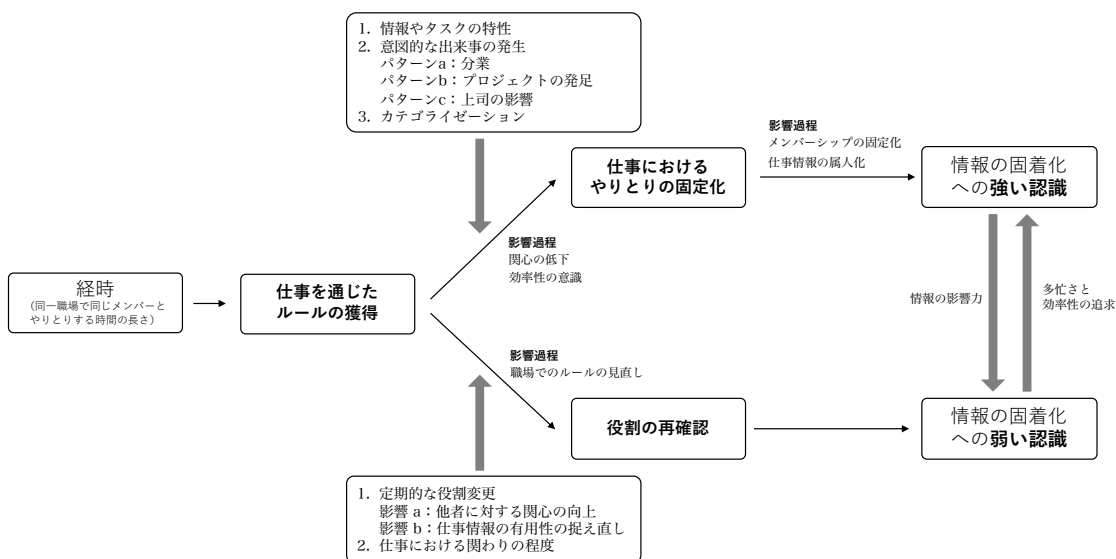 1. 情報やタスクの特性
2. 意図的な出来事の発生
パターンa：分業
パターンb：プロジェクトの発足
パターンc：上司の影響
3. カテゴライゼーション
影響過程
メンバーシップの固定化
仕事情報の属人化
仕事における
やりとりの固定化
情報の固着化
への強い認識
影響過程
関心の低下
効率性の意識
経時
（同一職場で同じメンバーと
やりとりする時間の長さ）
仕事を通じた
ルールの獲得
情報の影響力
多忙さと
効率性の追求
影響過程
職場でのルールの見直し
役割の再確認
情報の固着化
への弱い認識
1. 定期的な役割変更
影響 a：他者に対する関心の向上
影響 b：仕事情報の有用性の捉え直し
2. 仕事における関わりの程度